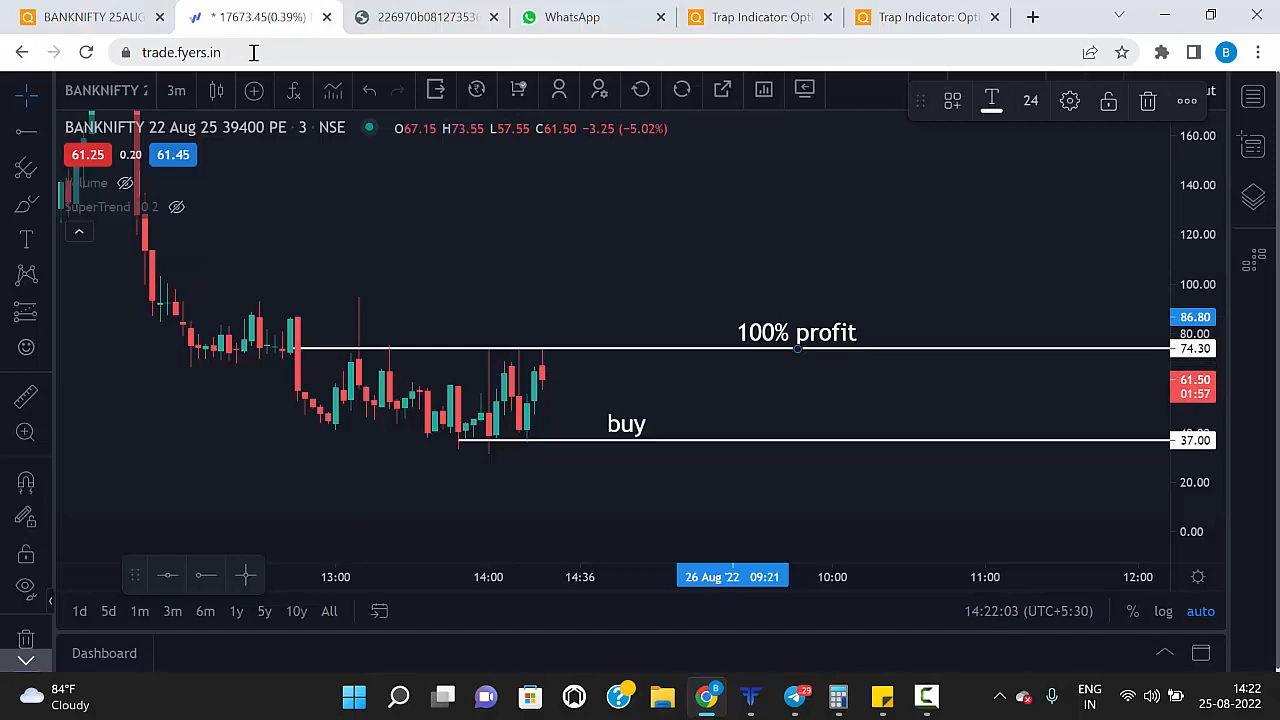 BANKNIFTY 25AUG
* 17673.45(0.39%) N
226970b1812733286
WhatsApp
Trap Indicator: Opti
Trap Indicator: Opti
trade.fyers.in
B
BANKNIFTY 2
3m
24
BANKNIFTY 22 Aug 25 39400 PE · 3 · NSE
O67.15 H73.55 L57.55 C61.50 −3.25 (−5.02%)
61.25 0.20 61.45
Volume
SuperTrend 10 2
160.00
140.00
120.00
100.00
86.80
80.00
74.30
61.50
01:57
37.00
20.00
0.00
100% profit
buy
13:00
14:00
14:36
26 Aug '22 09:21
10:00
11:00
12:00
1d 5d 1m 3m 6m 1y 5y 10y All
14:22:03 (UTC+5:30)
% log auto
Dashboard
84°F
Cloudy
29
ENG
IN
14:22
25-08-2022